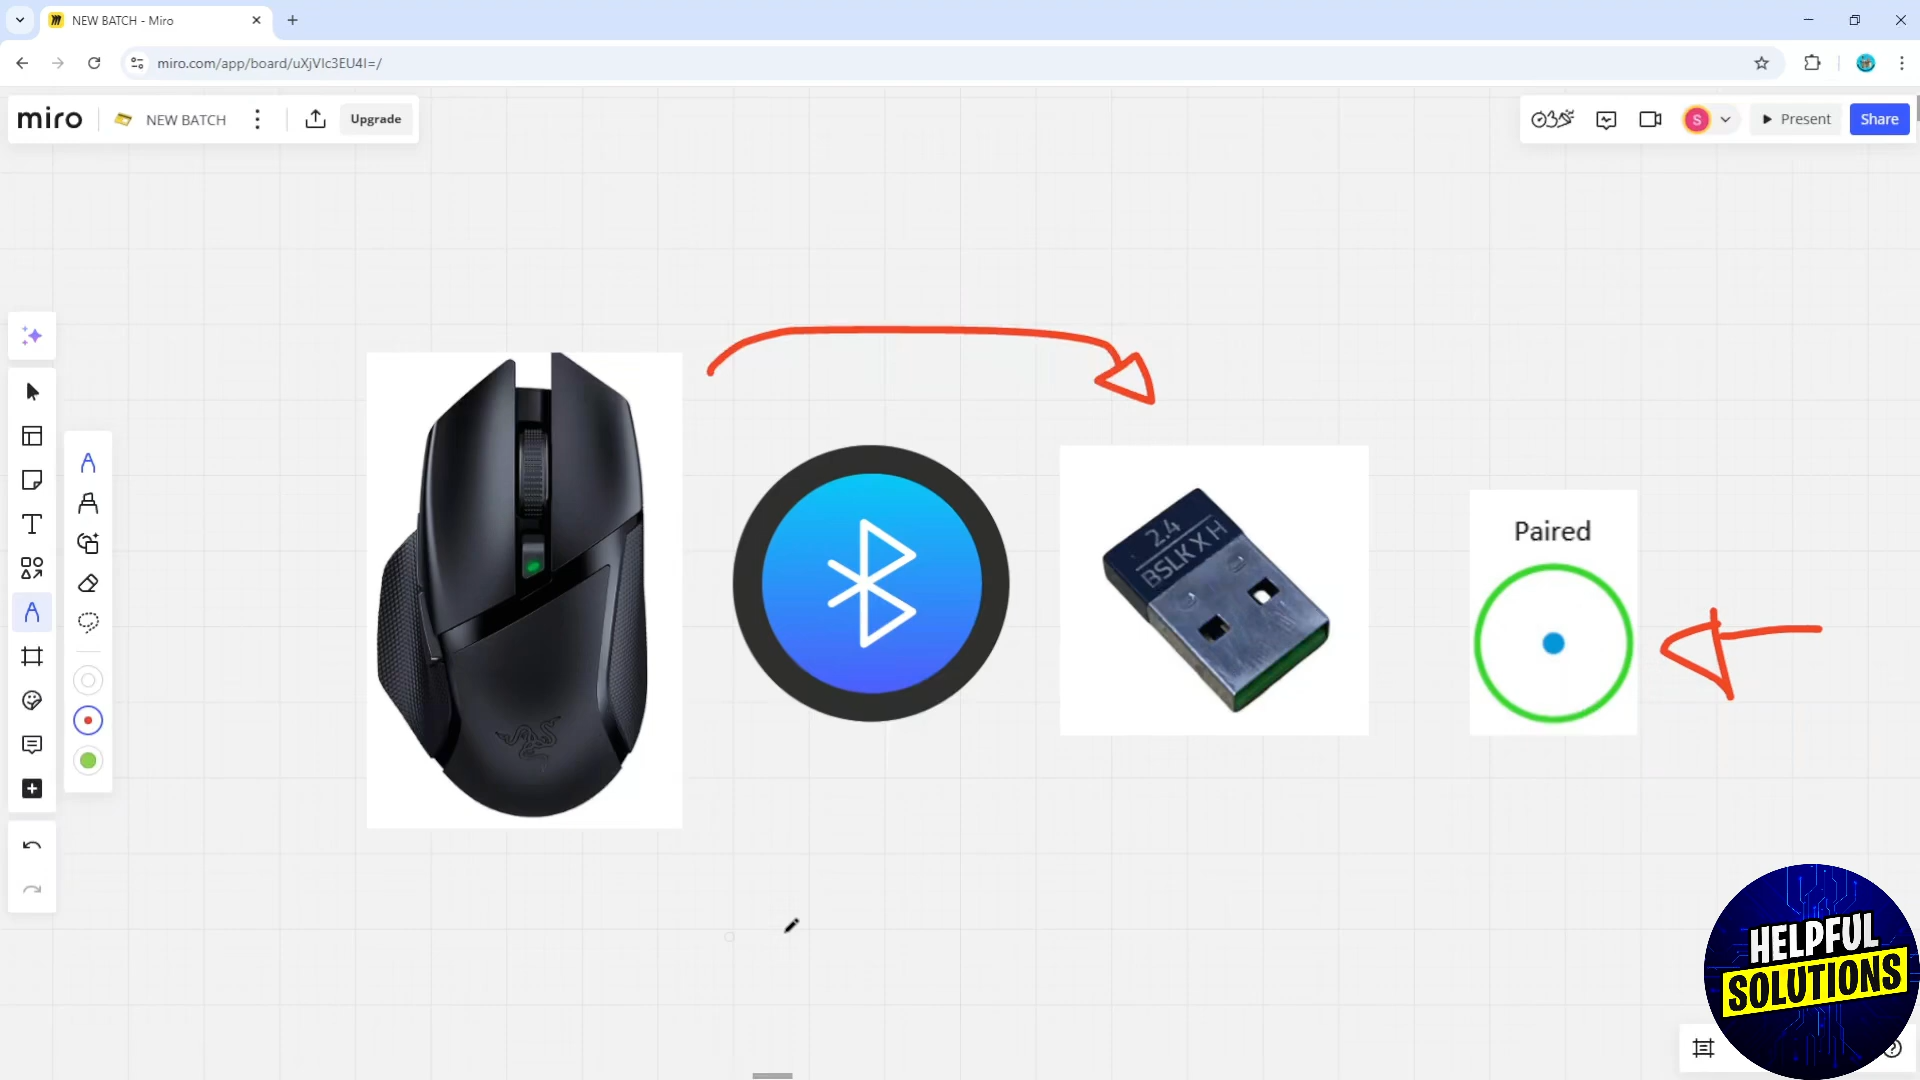 NEW BATCH - Miro
miro.com/app/board/uXjVIc3EU4I=/
miro
NEW BATCH
Upgrade
S
Present
Share
2.4
BSLKXH
Paired
HELPFUL
SOLUTIONS